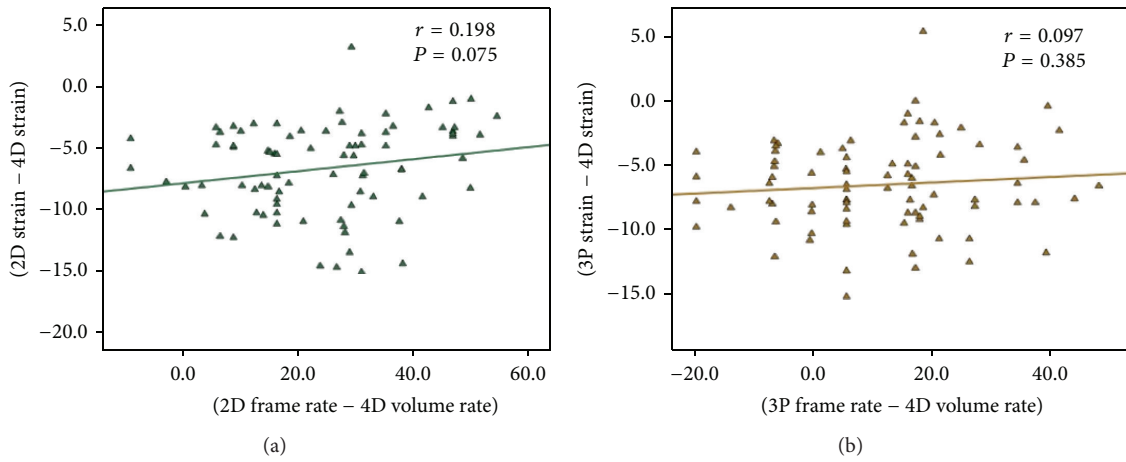 5.0
0.0
−5.0
−10.0
−15.0
−20.0
(2D strain − 4D strain)
r = 0.198
P = 0.075
0.0 20.0 40.0 60.0
(2D frame rate − 4D volume rate)
(a)
5.0
0.0
−5.0
−10.0
−15.0
(3P strain − 4D strain)
r = 0.097
P = 0.385
−20.0 0.0 20.0 40.0
(3P frame rate − 4D volume rate)
(b)